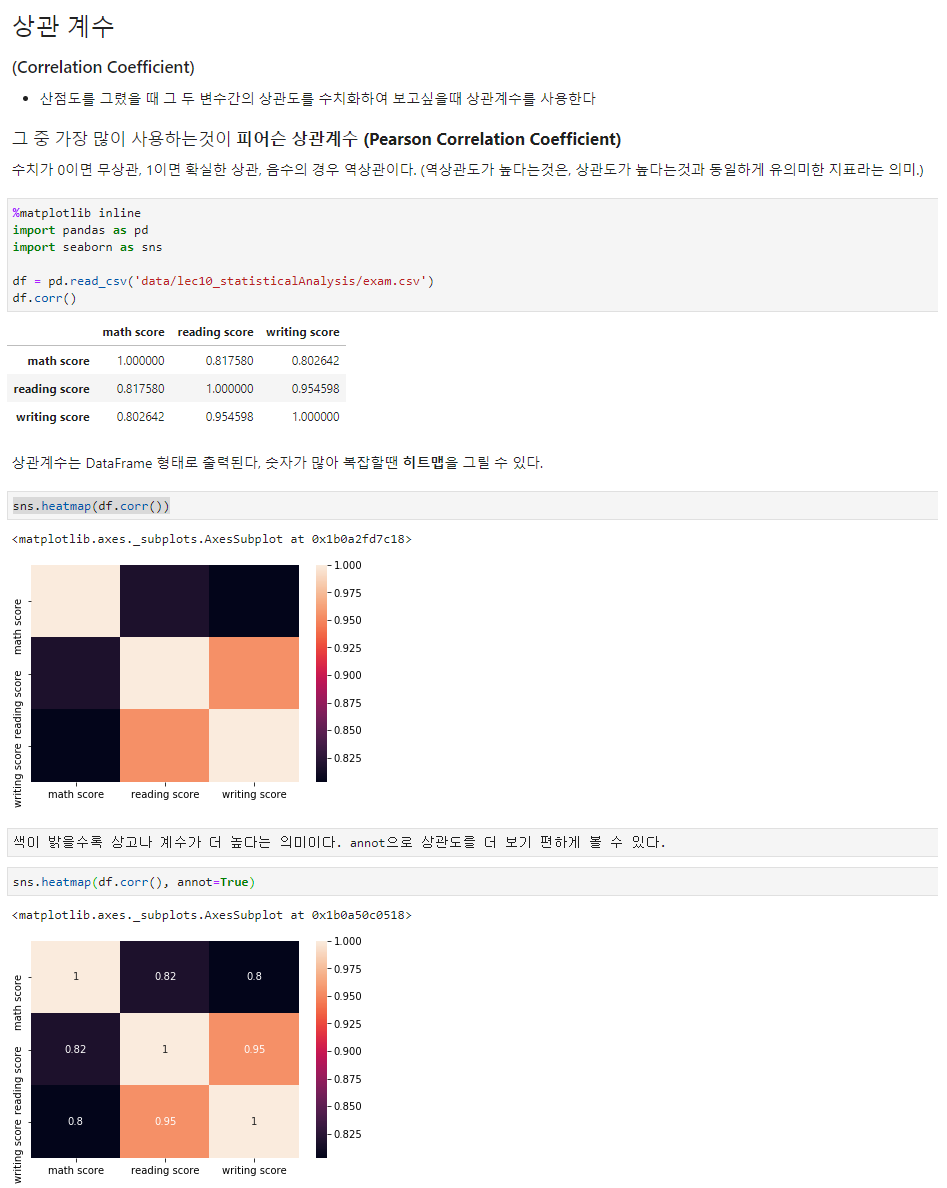 상관 계수
(Correlation Coefficient)
• 산점도를 그렸을 때 그 두 변수간의 상관도를 수치화하여 보고싶을때 상관계수를 사용한다
그 중 가장 많이 사용하는것이 피어슨 상관계수 (Pearson Correlation Coefficient)
수치가 0이면 무상관, 1이면 확실한 상관, 음수의 경우 역상관이다. (역상관도가 높다는것은, 상관도가 높다는것과 동일하게 유의미한 지표라는 의미.)
%matplotlib inline
import pandas as pd
import seaborn as sns
df = pd.read_csv('data/lec10_statisticalAnalysis/exam.csv')
df.corr()
math score reading score writing score
math score 1.000000 0.817580 0.802642
reading score 0.817580 1.000000 0.954598
writing score 0.802642 0.954598 1.000000
상관계수는 DataFrame 형태로 출력된다, 숫자가 많아 복잡할땐 히트맵을 그릴 수 있다.
sns.heatmap(df.corr())
<matplotlib.axes._subplots.AxesSubplot at 0x1b0a2fd7c18>
math score
reading score
writing score
math score reading score writing score
1.000
0.975
0.950
0.925
0.900
0.875
0.850
0.825
색이 밝을수록 상고나 계수가 더 높다는 의미이다. annot으로 상관도를 더 보기 편하게 볼 수 있다.
sns.heatmap(df.corr(), annot=True)
<matplotlib.axes._subplots.AxesSubplot at 0x1b0a50c0518>
math score
reading score
writing score
1 0.82 0.8
0.82 1 0.95
0.8 0.95 1
math score reading score writing score
1.000
0.975
0.950
0.925
0.900
0.875
0.850
0.825